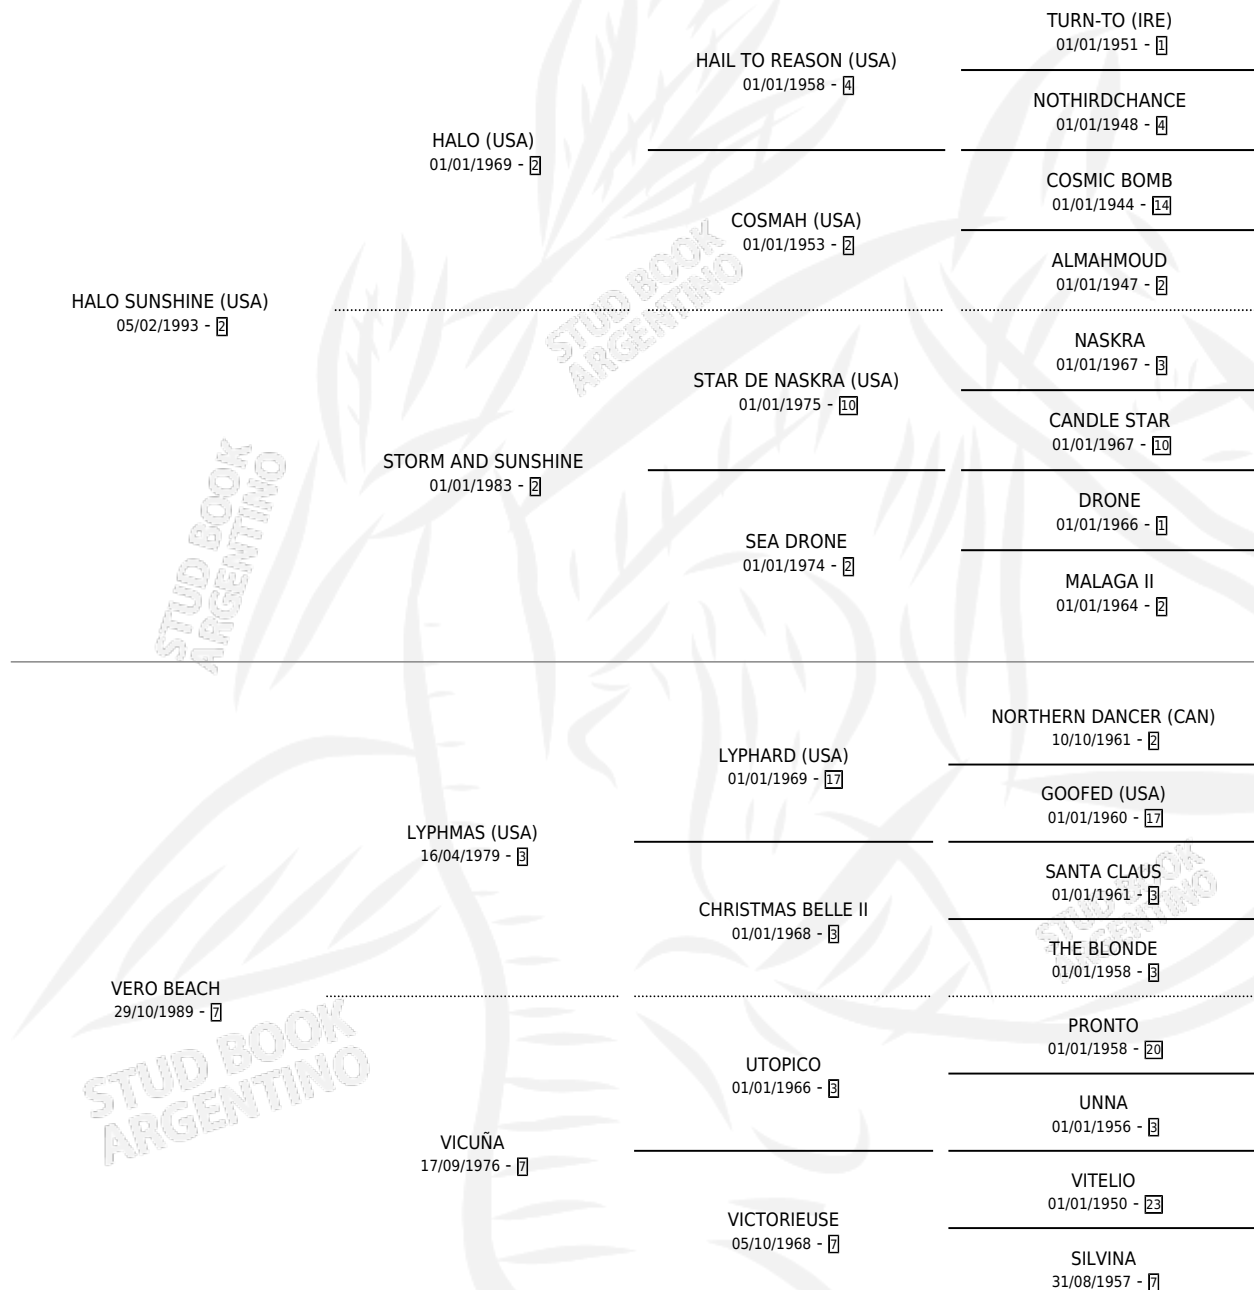 TURN-TO (IRE)
01/01/1951 - 1
HAIL TO REASON (USA)
01/01/1958 - 4
NOTHIRDCHANCE
01/01/1948 - 4
HALO (USA)
01/01/1969 - 2
COSMIC BOMB
01/01/1944 - 14
COSMAH (USA)
01/01/1953 - 2
ALMAHMOUD
01/01/1947 - 2
HALO SUNSHINE (USA)
05/02/1993 - 2
NASKRA
01/01/1967 - 3
STAR DE NASKRA (USA)
01/01/1975 - 10
CANDLE STAR
01/01/1967 - 10
STORM AND SUNSHINE
01/01/1983 - 2
DRONE
01/01/1966 - 1
SEA DRONE
01/01/1974 - 2
MALAGA II
01/01/1964 - 2
NORTHERN DANCER (CAN)
10/10/1961 - 2
LYPHARD (USA)
01/01/1969 - 17
GOOFED (USA)
01/01/1960 - 17
LYPHMAS (USA)
16/04/1979 - 3
SANTA CLAUS
01/01/1961 - 3
CHRISTMAS BELLE II
01/01/1968 - 3
THE BLONDE
01/01/1958 - 3
VERO BEACH
29/10/1989 - 7
PRONTO
01/01/1958 - 20
UTOPICO
01/01/1966 - 3
UNNA
01/01/1956 - 3
VICUÑA
17/09/1976 - 7
VITELIO
01/01/1950 - 23
VICTORIEUSE
05/10/1968 - 7
SILVINA
31/08/1957 - 7
STUD BOOK
ARGENTINO
STUD BOOK
ARGENTINO
STUD BOOK
ARGENTINO
STUD BOOK
ARGENTINO